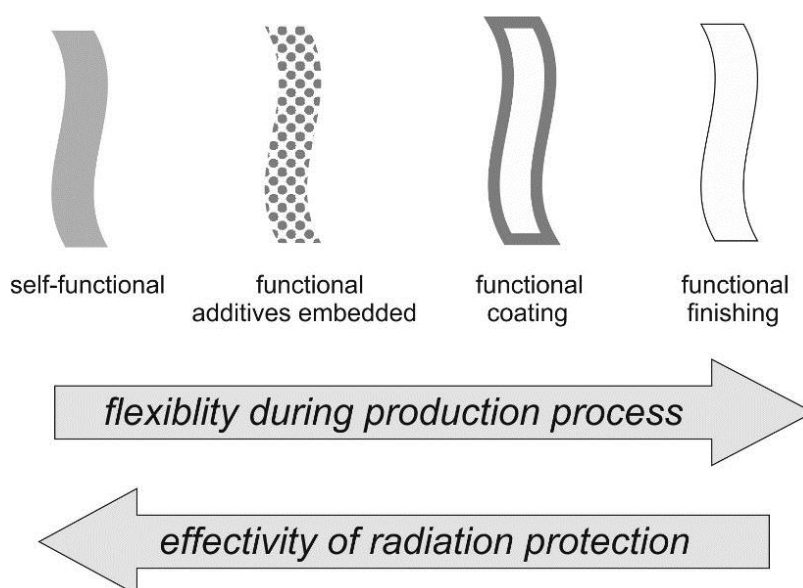 self-functional
functional
additives embedded
functional
coating
functional
finishing
flexiblity during production process
effectivity of radiation protection